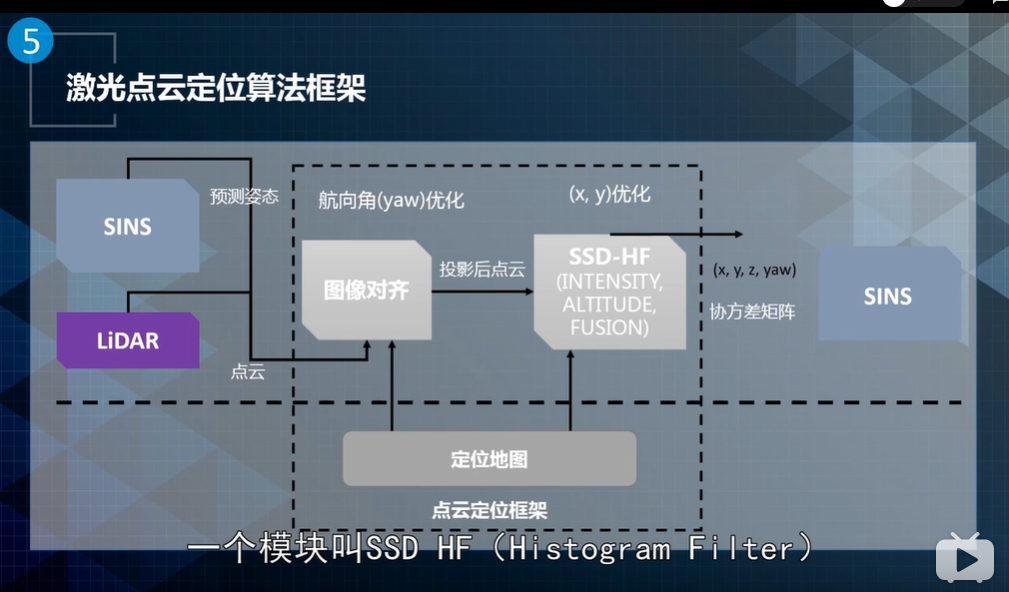 5
激光点云定位算法框架
SINS
预测姿态
航向角(yaw)优化
(x, y)优化
图像对齐
投影后点云
SSD-HF
(INTENSITY,
ALTITUDE,
FUSION)
(x, y, z, yaw)
协方差矩阵
SINS
LiDAR
点云
定位地图
点云定位框架
一个模块叫SSD HF（Histogram Filter）